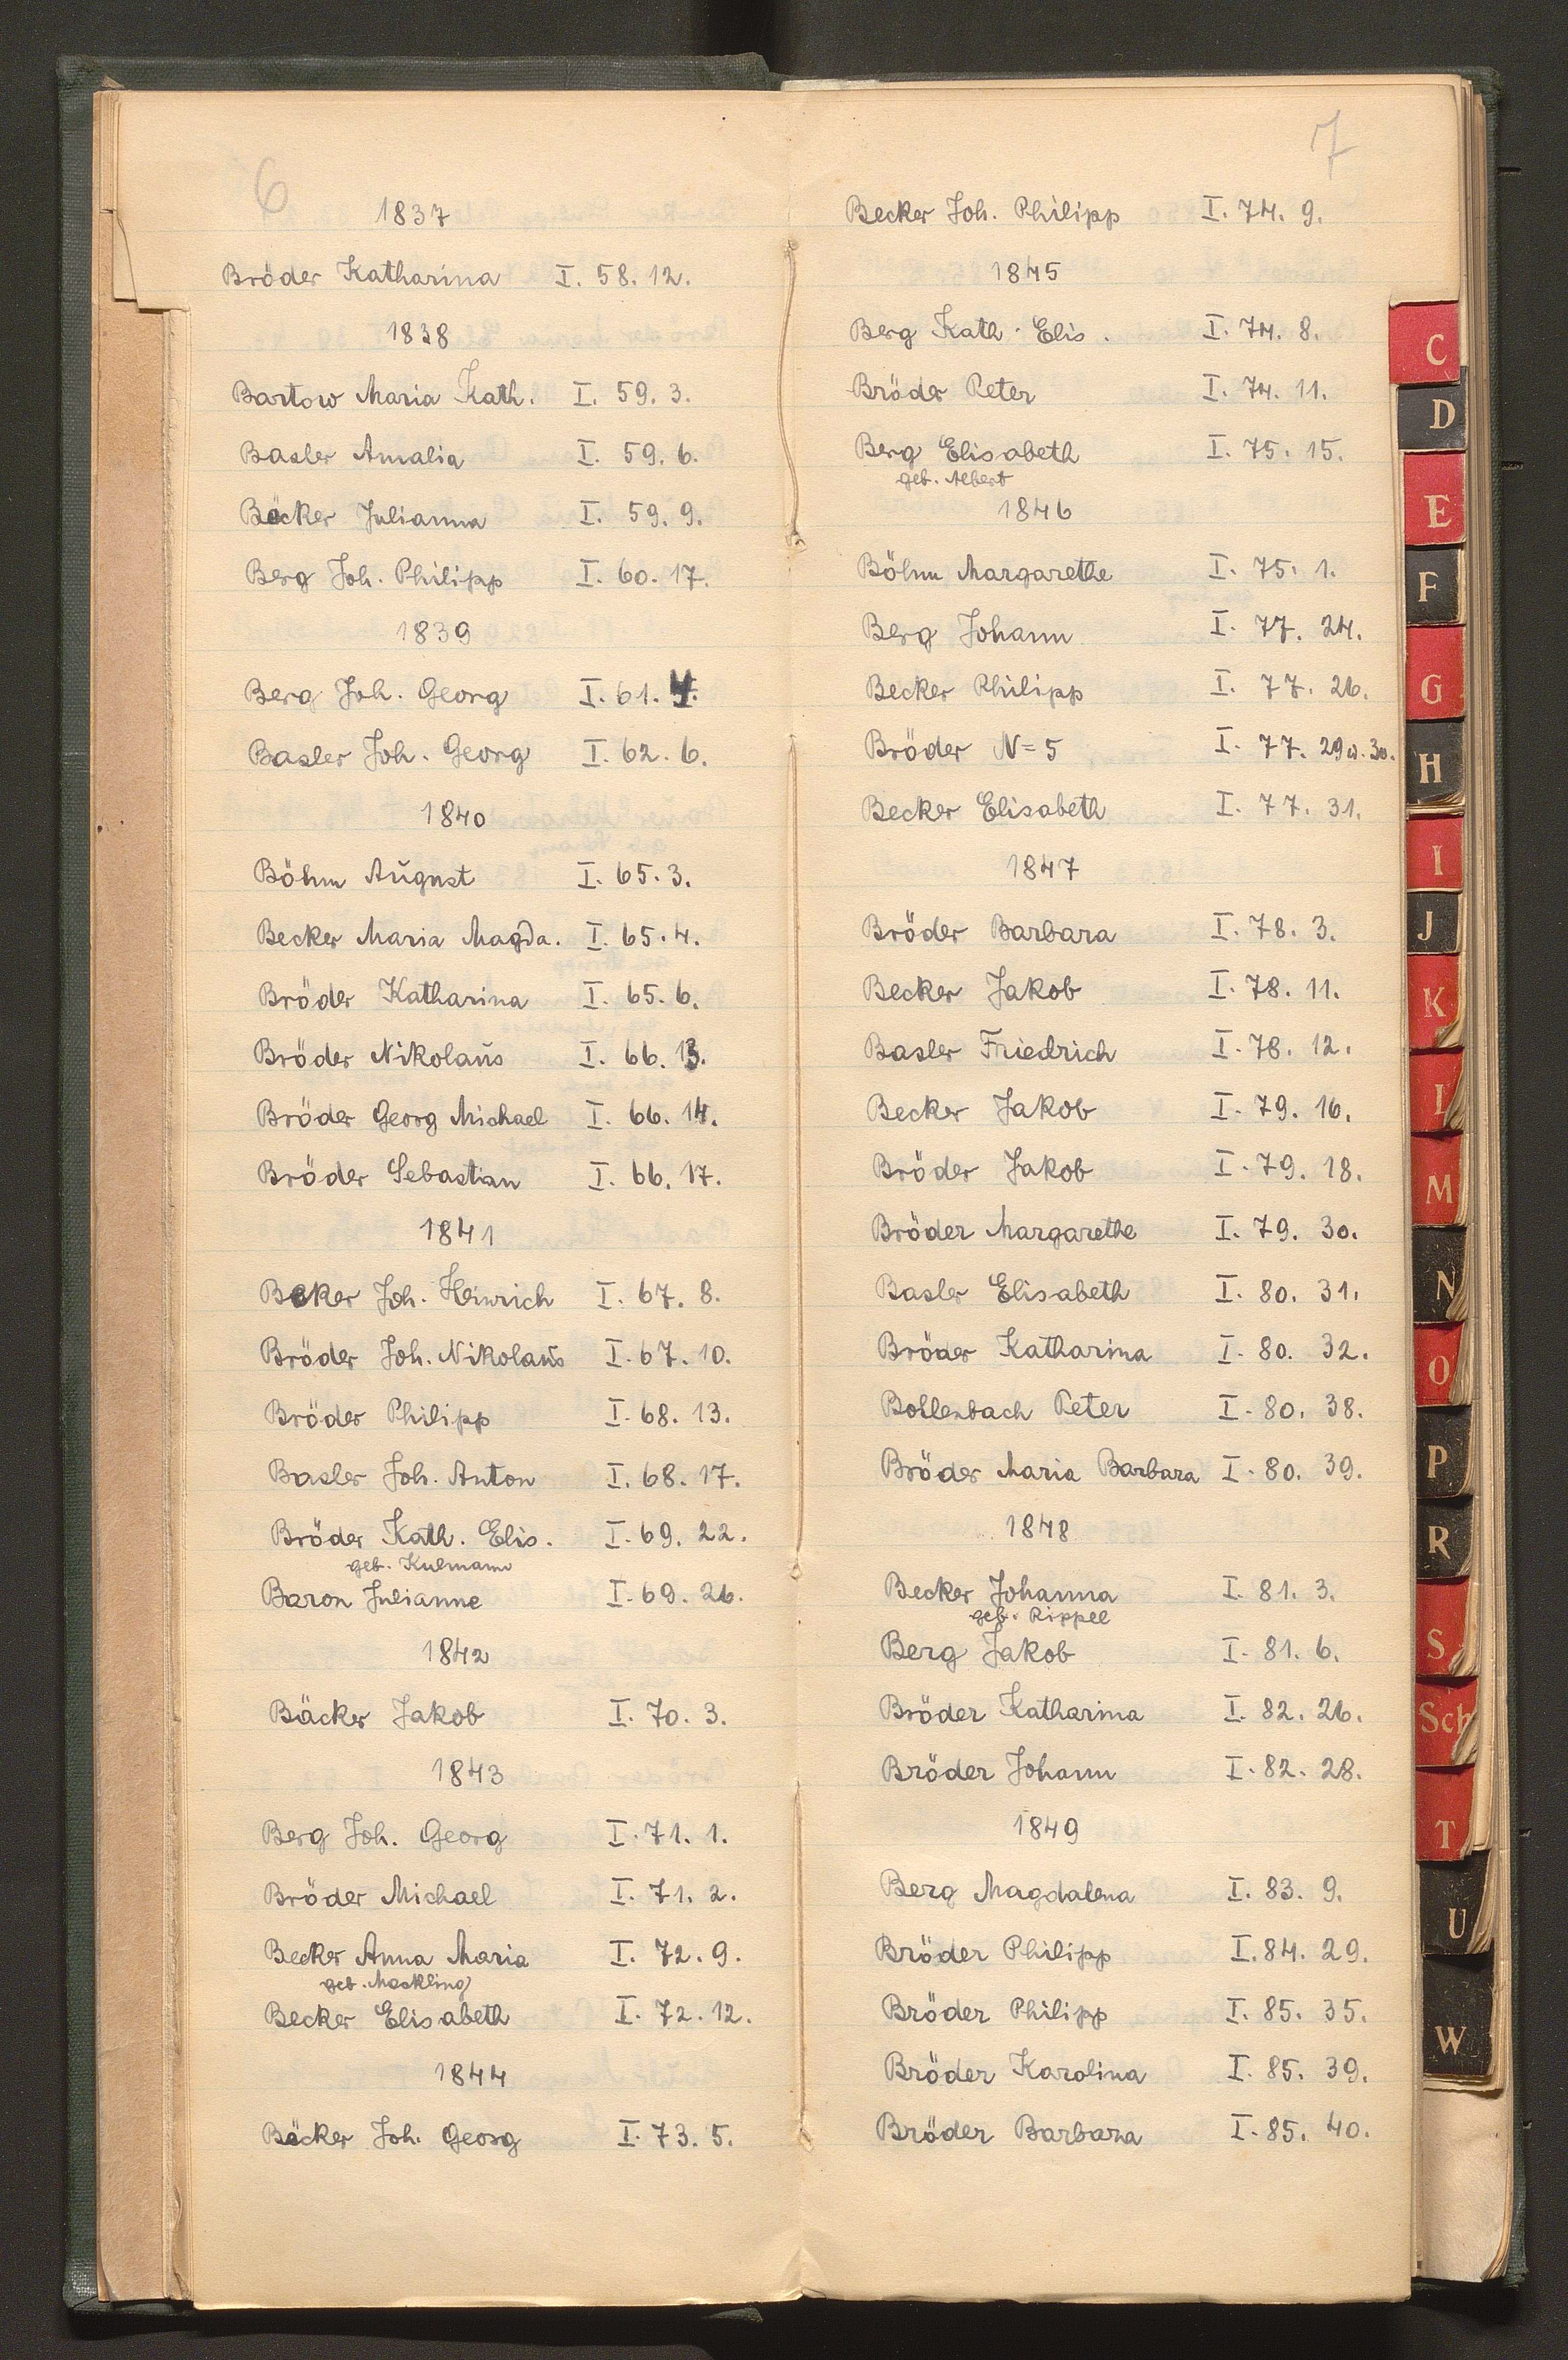 6
1837
Bröder Katharina I. 58. 12.
1838
Bartow Maria Kath. I. 59. 3.
Basler Amalia I. 59. 6.
Bäcker Julianna I. 59. 9.
Berg Joh. Philipp I. 60. 17.
1839
Berg Joh. Georg I. 61. 4.
Basler Joh. Georg I. 62. 6.
1840
Böhm August I. 65. 3.
Becker Maria Magda. I. 65. 4.
Bröder Katharina I. 65. 6.
Bröder Nikolaus I. 66. 13.
Bröder Georg Michael I. 66. 14.
Bröder Sebastian I. 66. 17.
1841
Becker Joh. Heinrich I. 67. 8.
Bröder Joh. Nikolaus I. 67. 10.
Bröder Philipp I. 68. 13.
Basler Joh. Anton I. 68. 17.
Bröder Kath. Elis. I. 69. 22.
geb. Kulmann
Baron Julianne I. 69. 26.
1842
Bäcker Jakob I. 70. 3.
1843
Berg Joh. Georg I. 71. 1.
Bröder Michael I. 71. 2.
Becker Anna Maria I. 72. 9.
geb. Mackling
Becker Elisabeth I. 72. 12.
1844
Bäcker Joh. Georg I. 73. 5.
7
Becker Joh. Philipp I. 74. 9.
1845
Berg Kath. Elis. I. 74. 8.
Bröder Peter I. 74. 11.
Berg Elisabeth I. 75. 15.
geb. Albert
1846
Böhm Margarethe I. 75. 1.
Berg Johann I. 77. 24.
Becker Philipp I. 77. 26.
Bröder N=5 I. 77. 29 u. 30.
Becker Elisabeth I. 77. 31.
1847
Bröder Barbara I. 78. 3.
Becker Jakob I. 78. 11.
Basler Friedrich I. 78. 12.
Becker Jakob I. 79. 16.
Bröder Jakob I. 79. 18.
Bröder Margarethe I. 79. 30.
Basler Elisabeth I. 80. 31.
Bröder Katharina I. 80. 32.
Bollenbach Peter I. 80. 38.
Bröder Maria Barbara I. 80. 39.
1848
Becker Johanna I. 81. 3.
geb. Rippel
Berg Jakob I. 81. 6.
Bröder Katharina I. 82. 26.
Bröder Johann I. 82. 28.
1849
Berg Magdalena I. 83. 9.
Bröder Philipp I. 84. 29.
Bröder Philipp I. 85. 35.
Bröder Karolina I. 85. 39.
Bröder Barbara I. 85. 40.
C
D
E
F
G
H
I
J
K
L
M
N
O
P
R
S
Sch
T
U
W